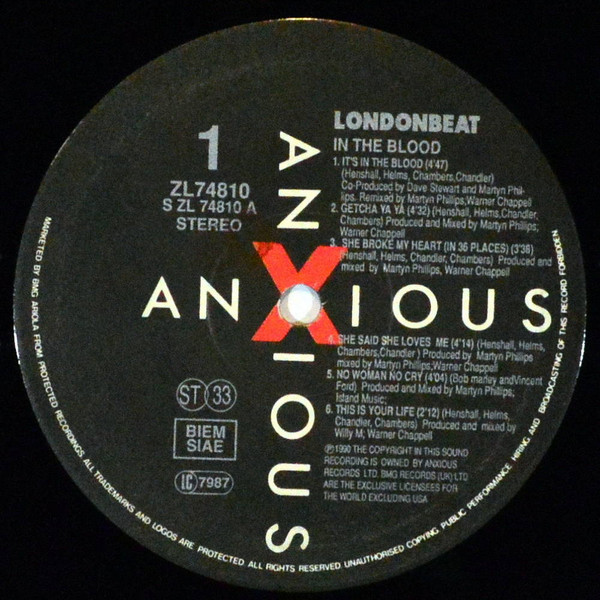 1
ZL74810
S ZL 74810 A
STEREO
LONDONBEAT
IN THE BLOOD
1. IT'S IN THE BLOOD (4'47)
(Henshall, Helms, Chambers,Chandler)
Co-Produced by Dave Stewart and Martyn Phil-
lips. Remixed by Martyn Phillips,Warner Chappell
2. GETCHA YA YA (4'32) (Henshall, Helms,Chandler,
Chambers) Produced and Mixed by Martyn Phillips;
Warner Chappell
3. SHE BROKE MY HEART (IN 36 PLACES) (3'36)
(Henshall, Helms, Chandler, Chambers) Produced and
mixed by Martyn Phillips, Warner Chappell
ANXIOUS
ANXIOUS
4. SHE SAID SHE LOVES ME (4'14) (Henshall, Helms,
Chambers,Chandler) Produced by Martyn Phillips
mixed by Martyn Phillips;Warner Chappell
5. NO WOMAN NO CRY (4'04) (Bob marley andVincent
Ford) Produced and Mixed by Martyn Phillips;
Island Music;
6. THIS IS YOUR LIFE (2'12) (Henshall, Helms,
Chandler, Chambers) Produced and mixed by
Willy M; Warner Chappell
℗1990 THE COPYRIGHT IN THIS SOUND
RECORDING IS OWNED BY ANXIOUS
RECORDS LTD. BMG RECORDS (UK) LTD
ARE THE EXCLUSIVE LICENSEES FOR
THE WORLD EXCLUDING USA
ST 33
BIEM
SIAE
LC 7987
MARKETED BY BMG ARIOLA FROM PROTECTED RECORDINGS ALL TRADEMARKS AND LOGOS ARE PROTECTED ALL RIGHTS RESERVED UNAUTHORISED COPYING PUBLIC PERFORMANCE HIRING AND BROADCASTING OF THIS RECORD FORBIDDEN